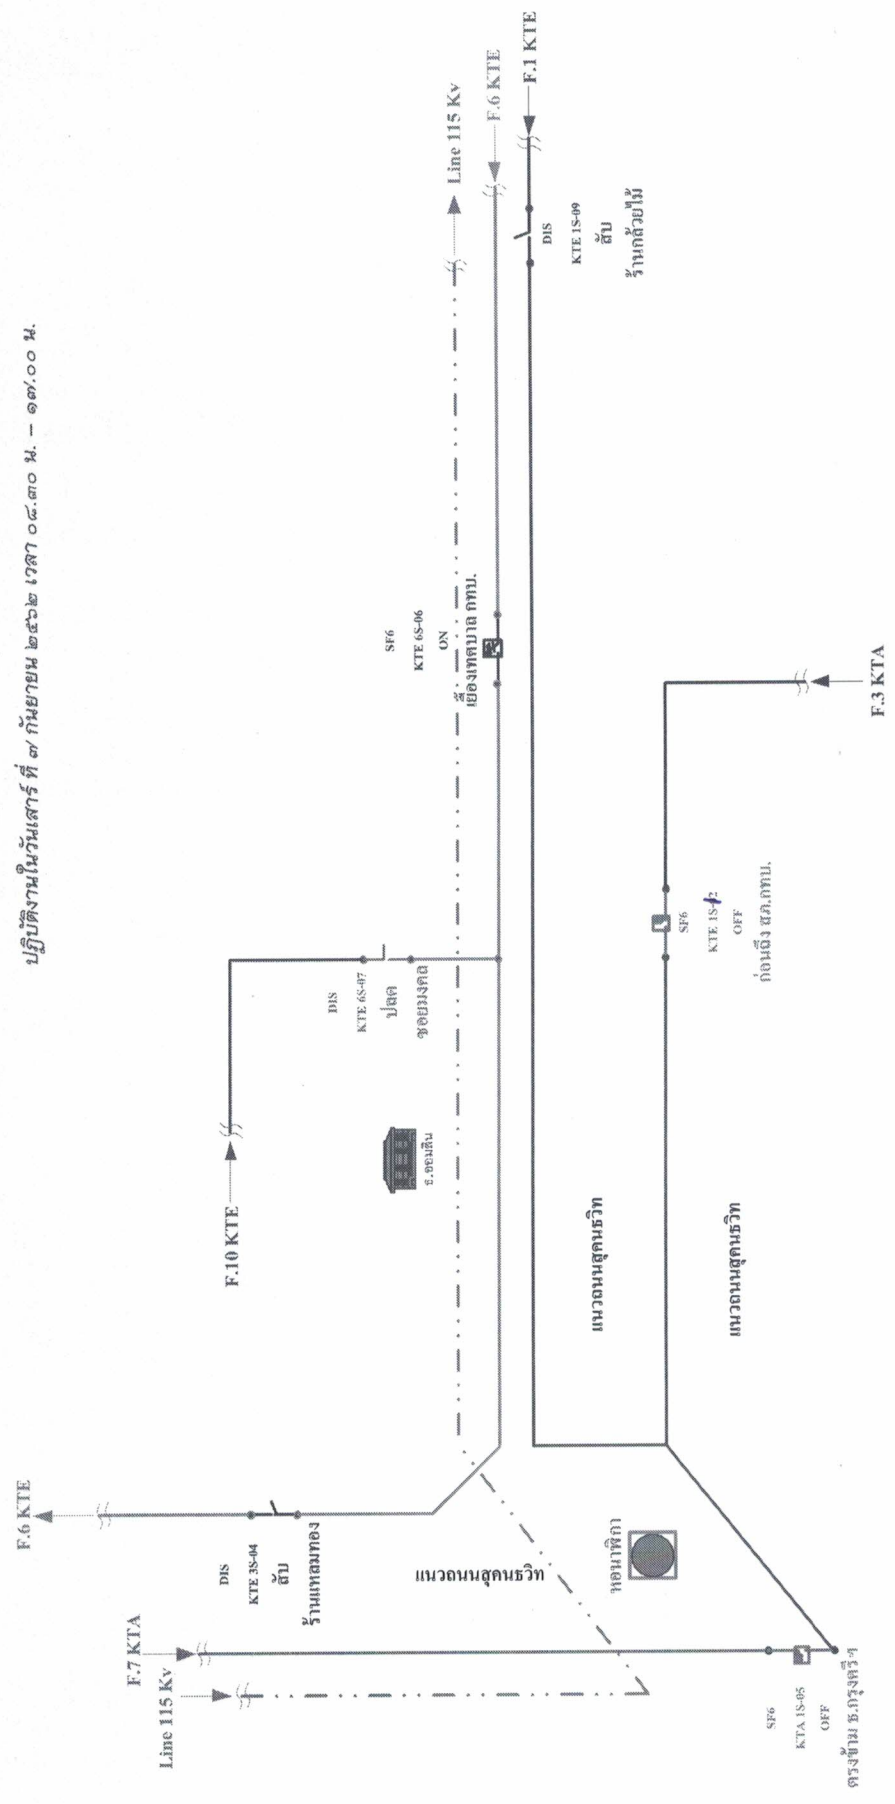 ปฏิบัติงานในวันเสาร์ ที่ ๗ กันยายน ๒๕๖๒ เวลา ๐๘.๓๐ น. – ๑๗.๐๐ น.
F.6 KTE
DIS
KTE 3S-04
สับ
ร้านแหลมทอง
F.7 KTA
Line 115 Kv
แนวถนนสุคนธวิท
หอนาฬิกา
SF6
KTA 1S-05
OFF
ตรงข้าม ธ.กรุงศรี ฯ
F.10 KTE
DIS
KTE 6S-07
ปลด
ซอยมงคล
ธ.ออมสิน
แนวถนนสุคนธวิท
แนวถนนสุคนธวิท
SF6
KTE 6S-06
ON
เยื้องเทศบาล กทบ.
SF6
KTE 1S-12
OFF
ก่อนถึง สภ.กทบ.
F.3 KTA
Line 115 Kv
F.6 KTE
F.1 KTE
DIS
KTE 1S-09
สับ
ร้านกล้วยไม้